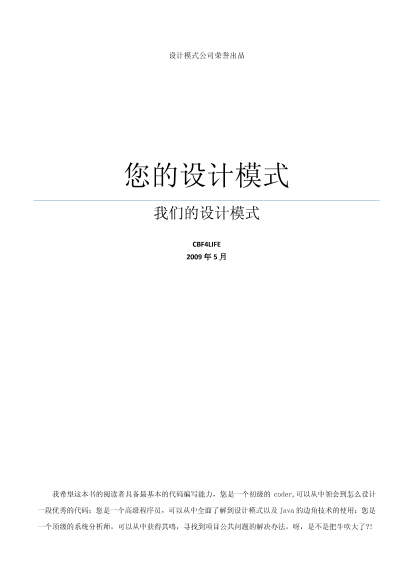 设计模式公司荣誉出品
您的设计模式
我们的设计模式
CBF4LIFE
2009 年 5 月
我希望这本书的阅读者具备最基本的代码编写能力，您是一个初级的 coder,可以从中领会到怎么设计
一段优秀的代码；您是一个高级程序员，可以从中全面了解到设计模式以及 Java 的边角技术的使用；您是
一个顶级的系统分析师，可以从中获得共鸣，寻找到项目公共问题的解决办法。呀，是不是把牛吹大了?!